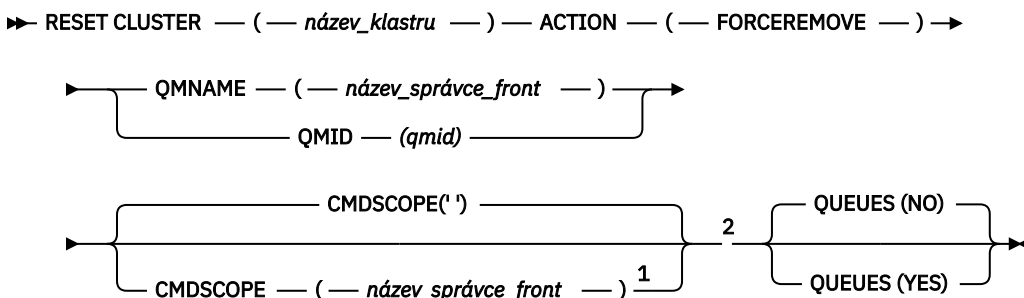 RESET CLUSTER ( název_klastru ) ACTION ( FORCEREMOVE )
QMNAME ( název_správce_front )
QMID (qmid)
CMDSCOPE(' ')
2
QUEUES (NO)
CMDSCOPE ( název_správce_front ) 1
QUEUES (YES)